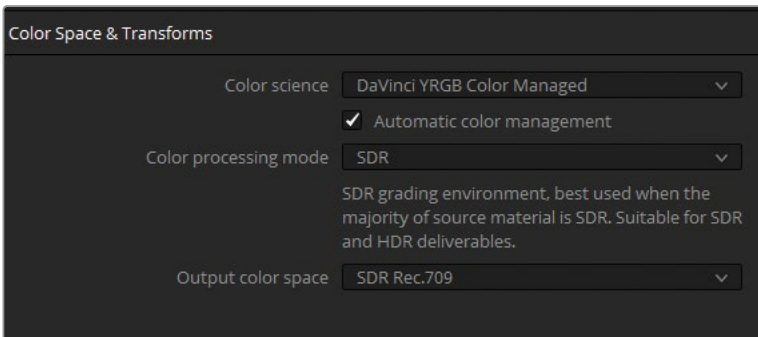 Color Space & Transforms
Color science DaVinci YRGB Color Managed
Automatic color management
Color processing mode SDR
SDR grading environment, best used when the
majority of source material is SDR. Suitable for SDR
and HDR deliverables.
Output color space SDR Rec.709